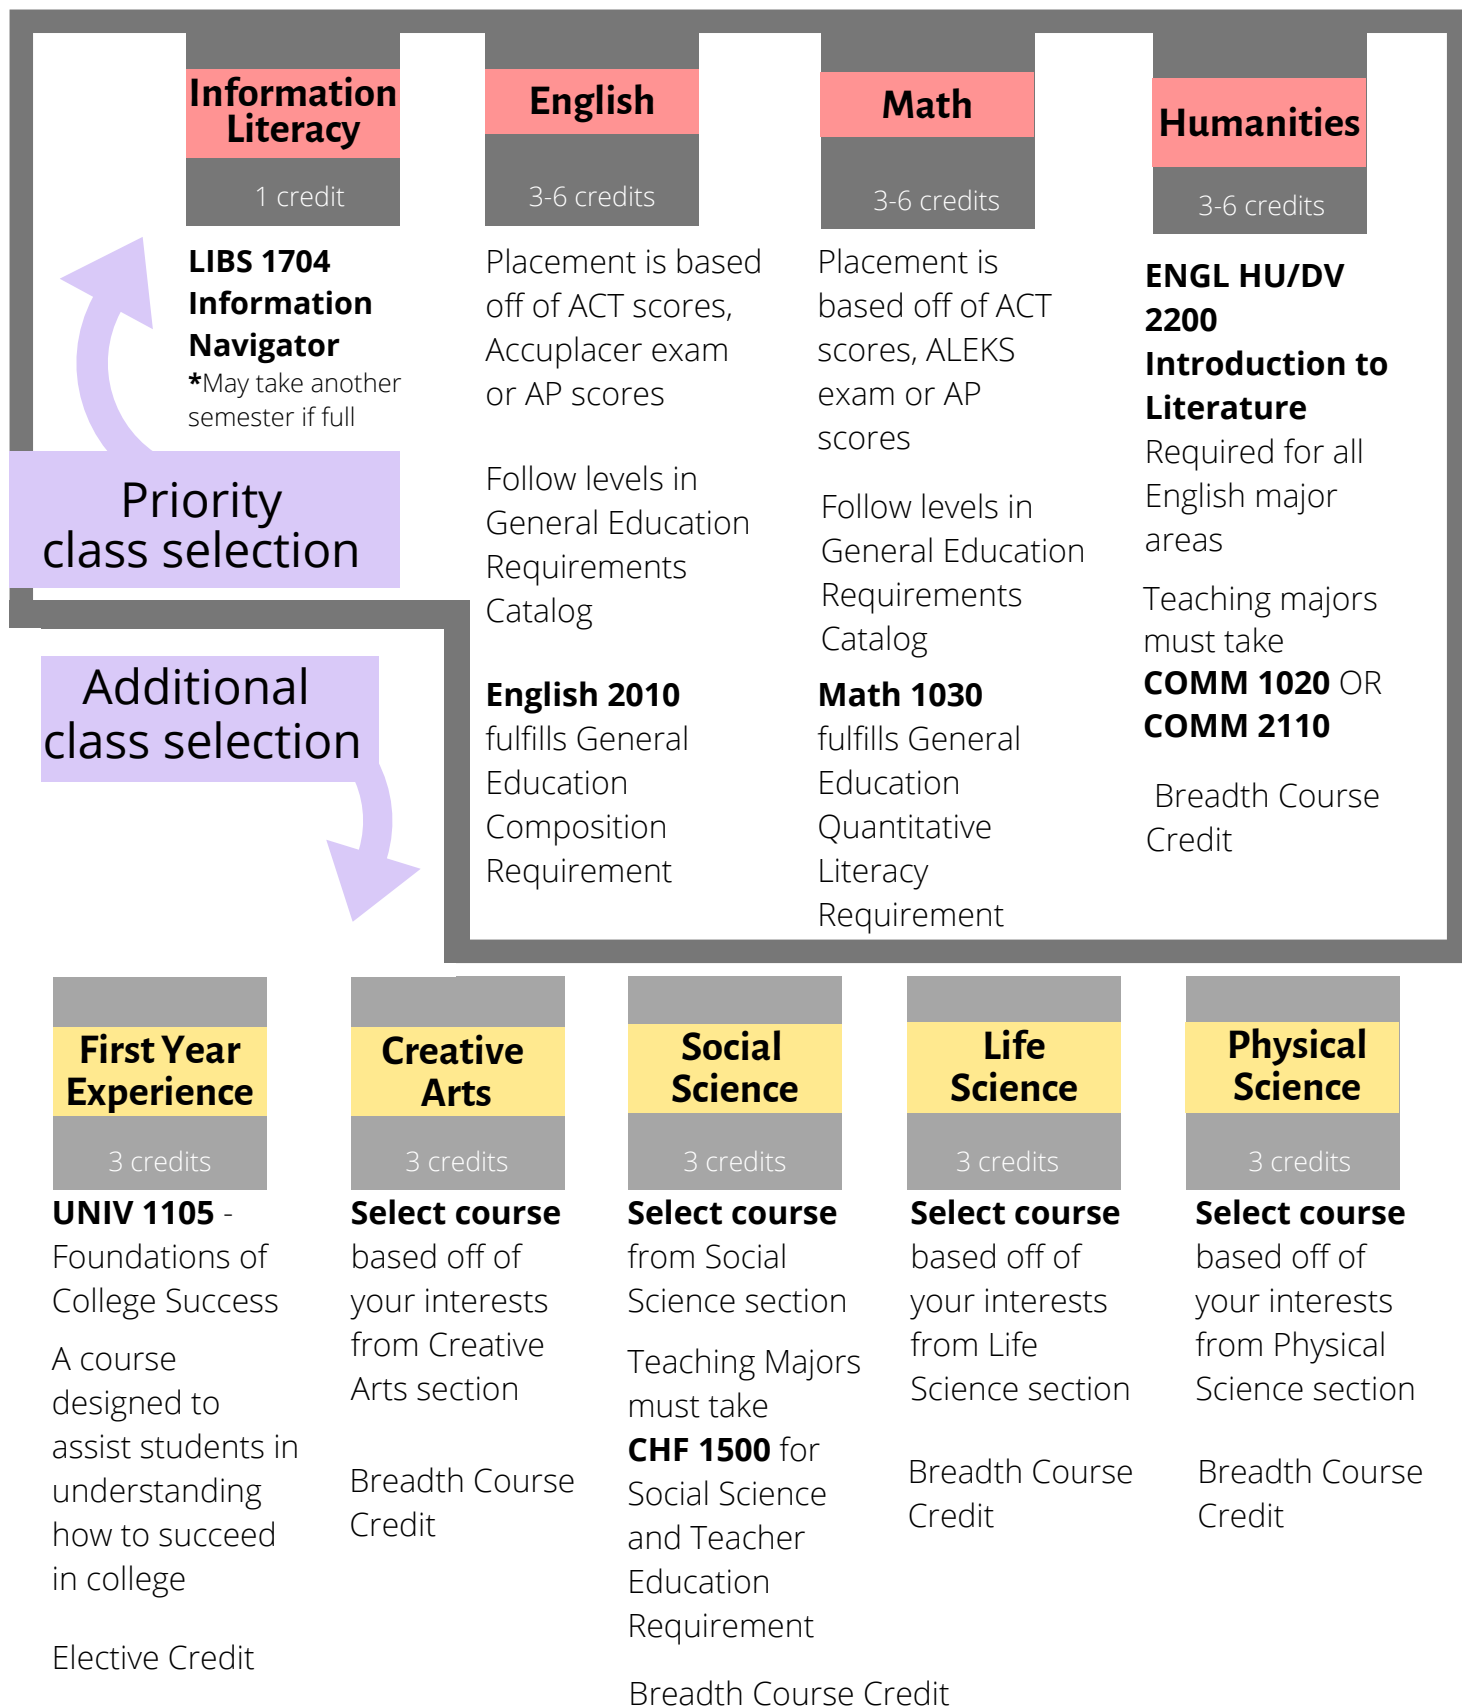 Information
Literacy
1 credit
LIBS 1704
Information
Navigator
*May take another
semester if full
English
3-6 credits
Placement is based
off of ACT scores,
Accuplacer exam
or AP scores
Follow levels in
General Education
Requirements
Catalog
English 2010
fulfills General
Education
Composition
Requirement
Math
3-6 credits
Placement is
based off of ACT
scores, ALEKS
exam or AP
scores
Follow levels in
General Education
Requirements
Catalog
Math 1030
fulfills General
Education
Quantitative
Literacy
Requirement
Humanities
3-6 credits
ENGL HU/DV
2200
Introduction to
Literature
Required for all
English major
areas
Teaching majors
must take
COMM 1020 OR
COMM 2110
Breadth Course
Credit
Priority
class selection
Additional
class selection
First Year
Experience
3 credits
UNIV 1105 -
Foundations of
College Success
A course
designed to
assist students in
understanding
how to succeed
in college
Elective Credit
Creative
Arts
3 credits
Select course
based off of
your interests
from Creative
Arts section
Breadth Course
Credit
Social
Science
3 credits
Select course
from Social
Science section
Teaching Majors
must take
CHF 1500 for
Social Science
and Teacher
Education
Requirement
Breadth Course Credit
Life
Science
3 credits
Select course
based off of
your interests
from Life
Science section
Breadth Course
Credit
Physical
Science
3 credits
Select course
based off of
your interests
from Physical
Science section
Breadth Course
Credit